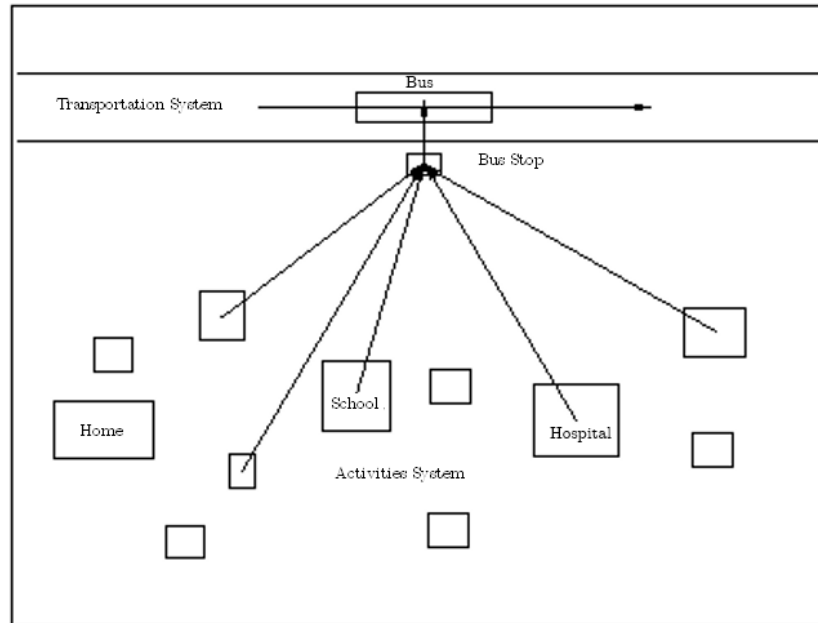 Bus
Transportation System
Bus Stop
School.
Home
Hospital
Activities System